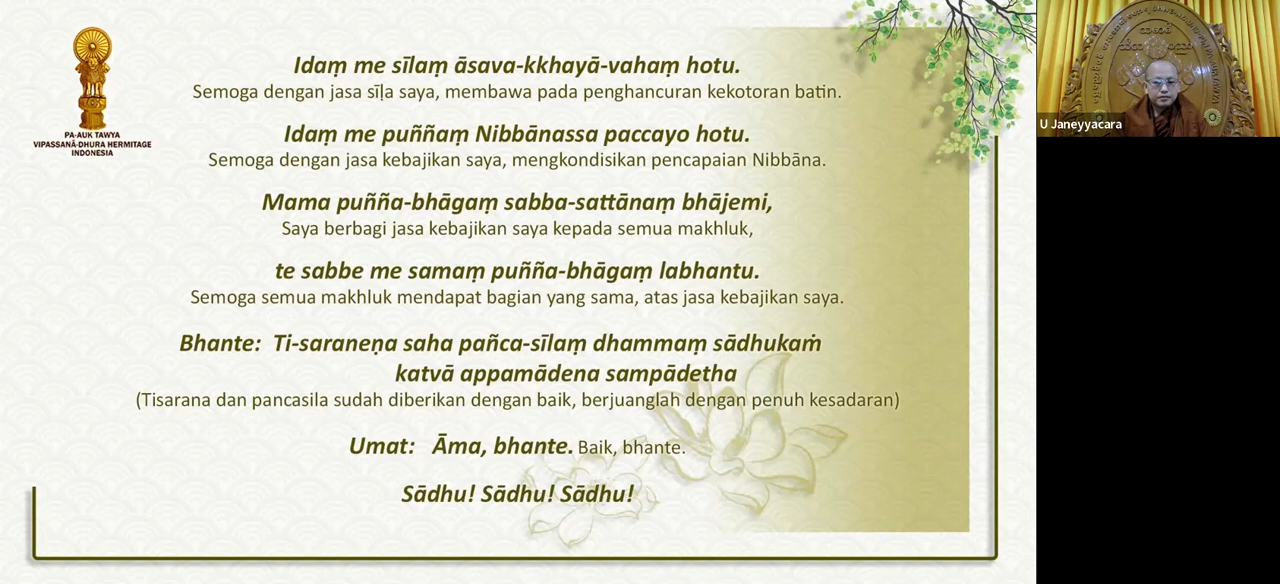 PA-AUK TAWYA
VIPASSANĀ-DHURA HERMITAGE
INDONESIA
Idaṃ me sīlaṃ āsava-kkhayā-vahaṃ hotu.
Semoga dengan jasa sīḷa saya, membawa pada penghancuran kekotoran batin.
Idaṃ me puññaṃ Nibbānassa paccayo hotu.
Semoga dengan jasa kebajikan saya, mengkondisikan pencapaian Nibbāna.
Mama puñña-bhāgaṃ sabba-sattānaṃ bhājemi,
Saya berbagi jasa kebajikan saya kepada semua makhluk,
te sabbe me samaṃ puñña-bhāgaṃ labhantu.
Semoga semua makhluk mendapat bagian yang sama, atas jasa kebajikan saya.
Bhante: Ti-saraneṇa saha pañca-sīlaṃ dhammaṃ sādhukaṁ
katvā appamādena sampādetha
(Tisarana dan pancasila sudah diberikan dengan baik, berjuanglah dengan penuh kesadaran)
Umat: Āma, bhante. Baik, bhante.
Sādhu! Sādhu! Sādhu!
U Janeyyacara